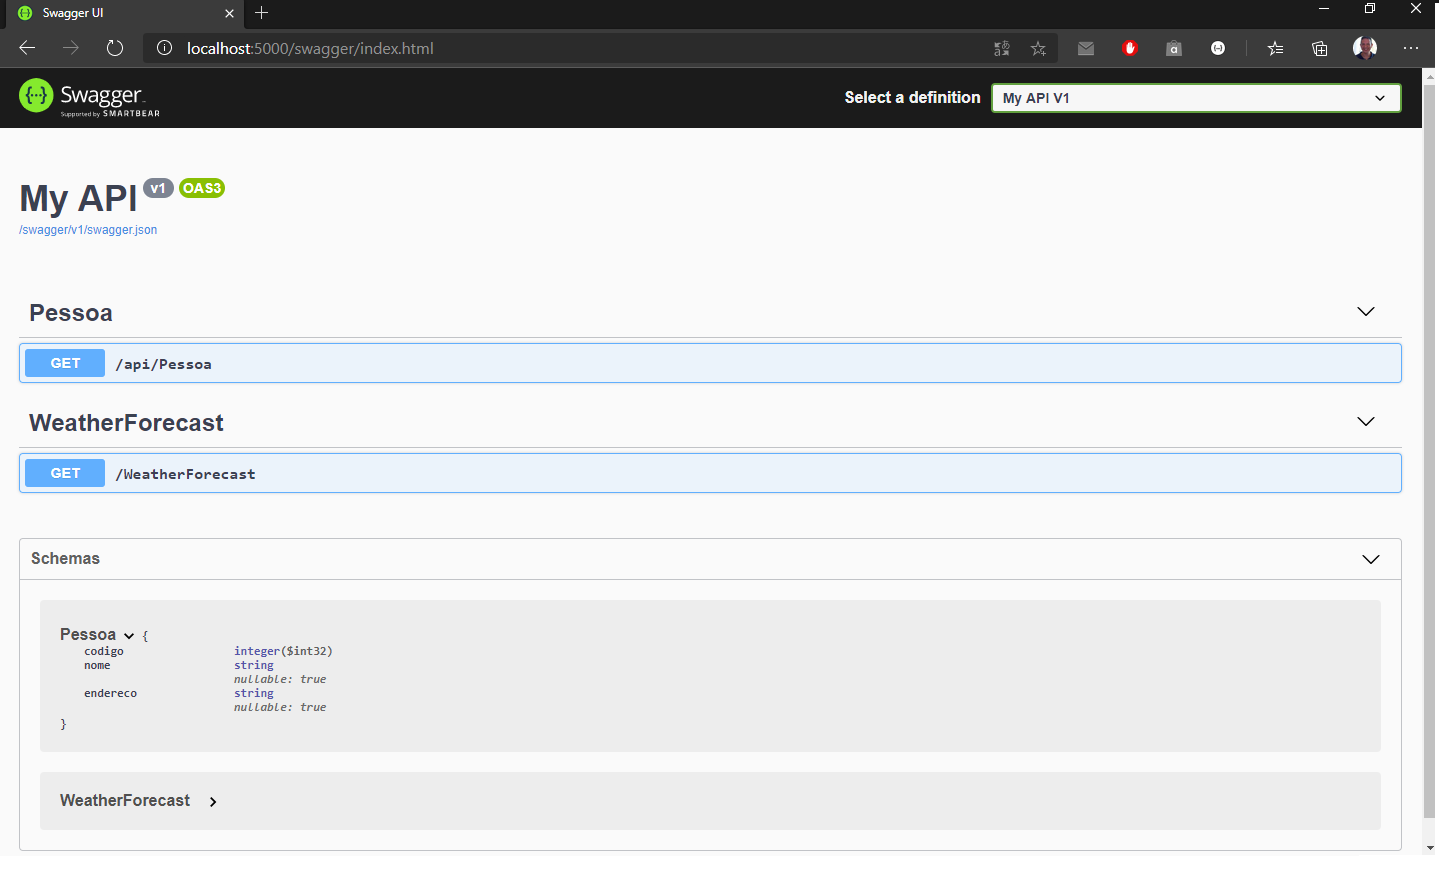 Swagger UI
localhost:5000/swagger/index.html
Swagger
Supported by SMARTBEAR
Select a definition
My API V1
My API v1 OAS3
/swagger/v1/swagger.json
Pessoa
GET /api/Pessoa
WeatherForecast
GET /WeatherForecast
Schemas
Pessoa {
codigo integer($int32)
nome string
nullable: true
endereco string
nullable: true
}
WeatherForecast